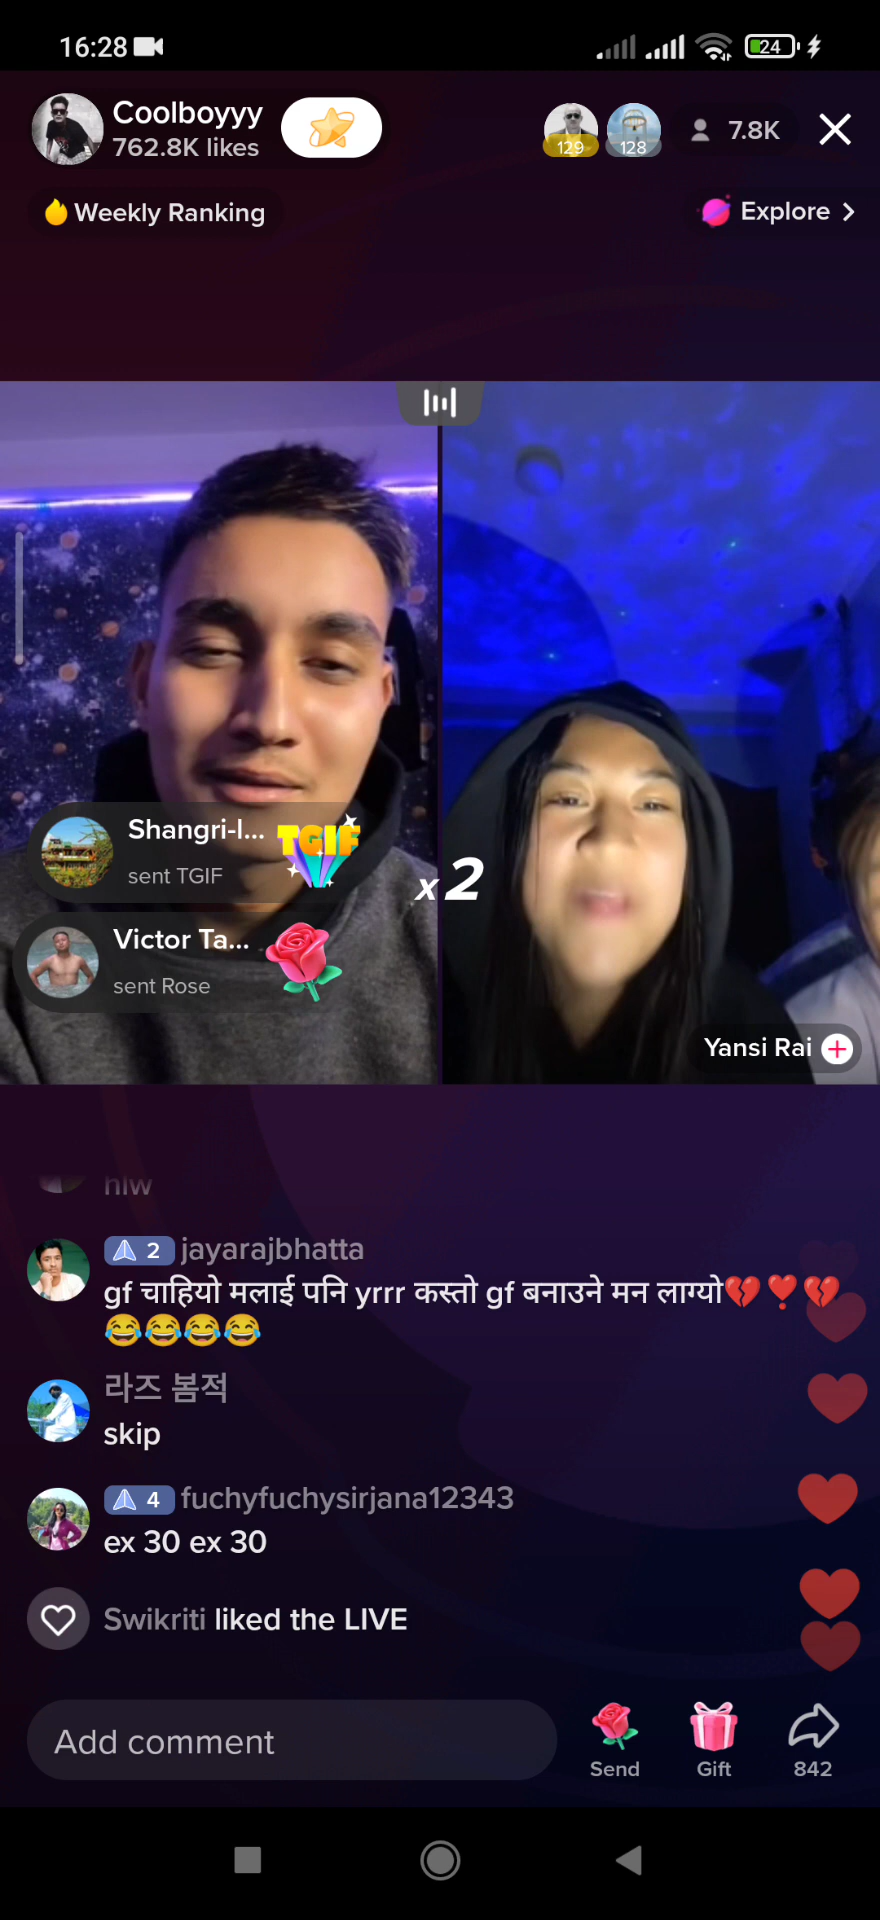 16:28
24
Coolboyyy
762.8K likes
129
128
7.8K
Weekly Ranking
Explore
Shangri-l...
sent TGIF
TGIF
x2
Victor Ta...
sent Rose
Yansi Rai
hiw
2 jayarajbhatta
gf चाहियो मलाई पनि yrrr कस्तो gf बनाउने मन लाग्यो💔❣️💔
😂😂😂😂
라즈 봄적
skip
4 fuchyfuchysirjana12343
ex 30 ex 30
Swikriti liked the LIVE
Add comment
Send
Gift
842